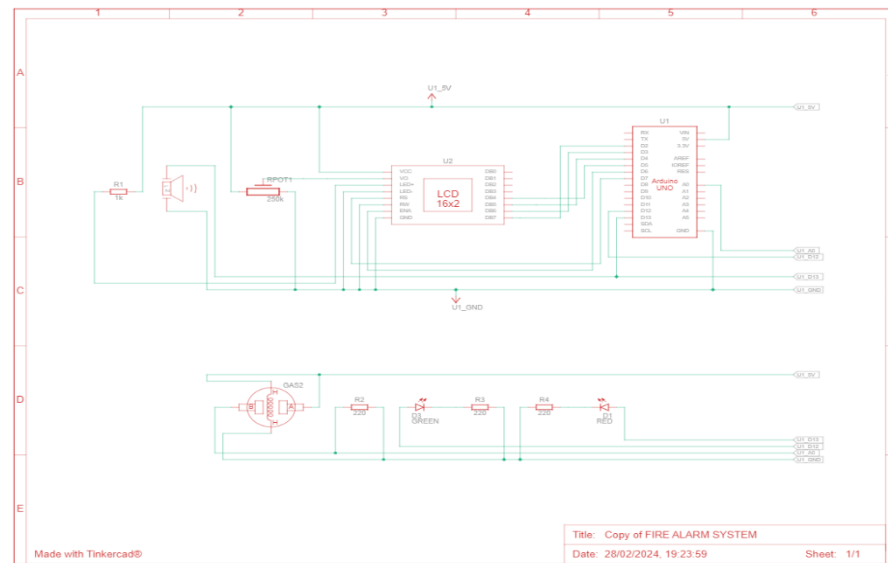 1 2 3 4 5 6
A
B
C
D
E
U1_5V
U1_5V
R1
1k
RPOT1
250k
U2
LCD
16x2
VCC
VO
LED+
LED-
RS
RW
ENA
GND
DB0
DB1
DB2
DB3
DB4
DB5
DB6
DB7
U1
Arduino
UNO
RX
TX
D2
D3
D4
D5
D6
D7
D8
D9
D10
D11
D12
D13
SDA
SCL
VIN
5V
3.3V
AREF
IOREF
RES
A0
A1
A2
A3
A4
A5
GND
U1_A0
U1_D12
U1_D13
U1_GND
U1_GND
U1_5V
GAS2
H
B
A
H
R2
220
D3
GREEN
R3
220
R4
220
D1
RED
U1_D13
U1_D12
U1_A0
U1_GND
Title: Copy of FIRE ALARM SYSTEM
Date: 28/02/2024, 19:23:59 Sheet: 1/1
Made with Tinkercad®